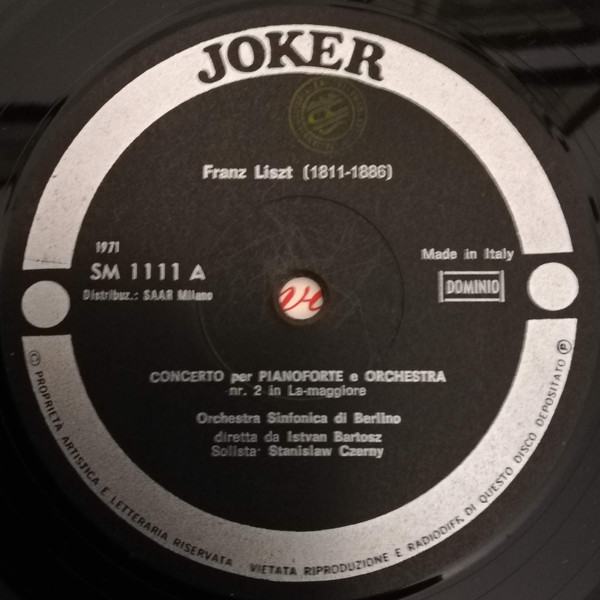 JOKER
Franz Liszt (1811-1886)
1971
SM 1111 A
Distribuz.: SAAR Milano
Made in Italy
DOMINIO
CONCERTO per PIANOFORTE e ORCHESTRA
nr. 2 in La-maggiore
Orchestra Sinfonica di Berlino
diretta da Istvan Bartosz
Solista: Stanislaw Czerny
Ⓒ PROPRIETA ARTISTICA E LETTERARIA RISERVATA - VIETATA RIPRODUZIONE E RADIODIFF. DI QUESTO DISCO DEPOSITATO Ⓟ